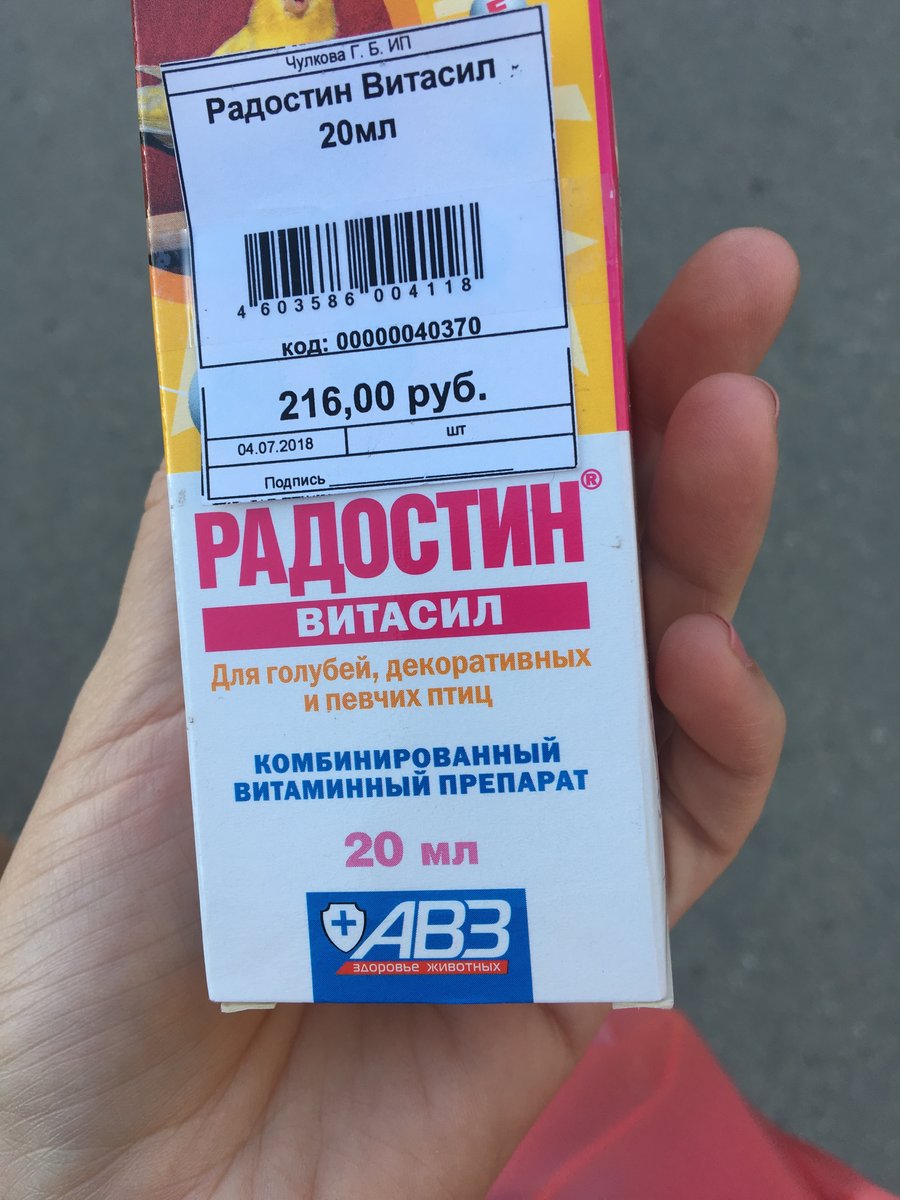 Чулкова Г. Б. ИП
Радостин Витасил
20мл
4 603586 004118
код: 00000040370
216,00 руб.
04.07.2018 шт
Подпись
РАДОСТИН®
ВИТАСИЛ
Для голубей, декоративных
и певчих птиц
КОМБИНИРОВАННЫЙ
ВИТАМИННЫЙ ПРЕПАРАТ
20 мл
АВЗ
здоровье животных